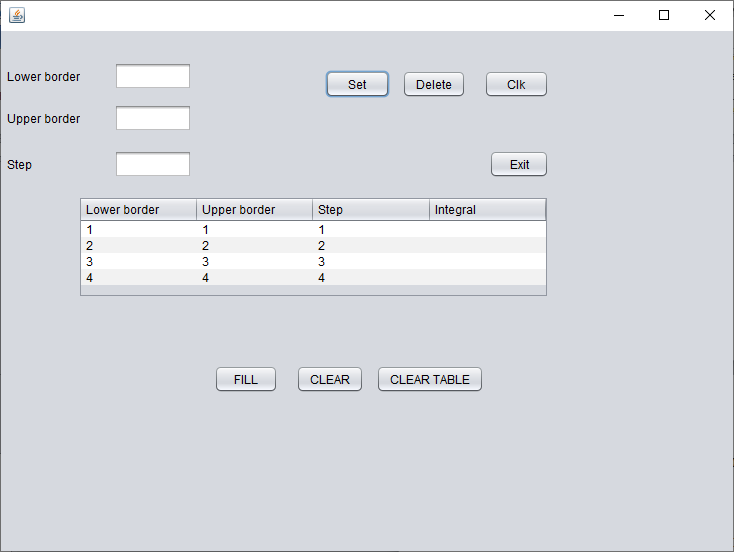 Lower border
Set Delete Clk
Upper border
Step
Exit
Lower border Upper border Step Integral
1 1 1
2 2 2
3 3 3
4 4 4
FILL CLEAR CLEAR TABLE